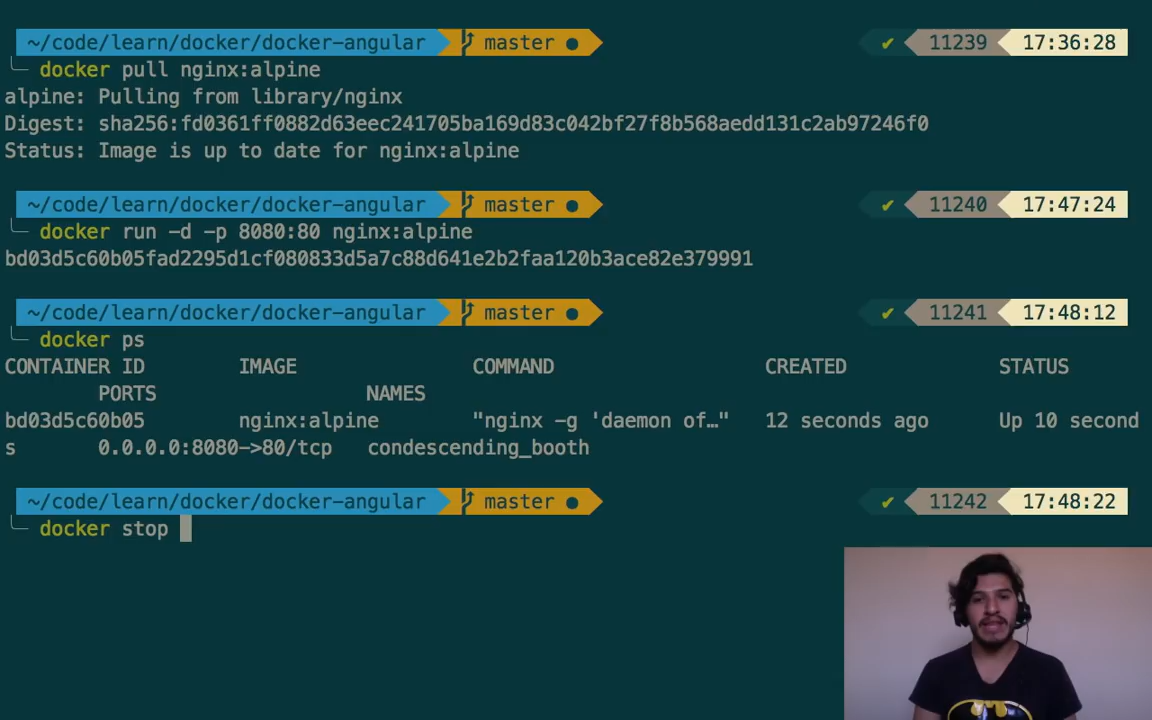 ~/code/learn/docker/docker-angular master ● ✔ 11239 17:36:28
docker pull nginx:alpine
alpine: Pulling from library/nginx
Digest: sha256:fd0361ff0882d63eec241705ba169d83c042bf27f8b568aedd131c2ab97246f0
Status: Image is up to date for nginx:alpine
~/code/learn/docker/docker-angular master ● ✔ 11240 17:47:24
docker run -d -p 8080:80 nginx:alpine
bd03d5c60b05fad2295d1cf080833d5a7c88d641e2b2faa120b3ace82e379991
~/code/learn/docker/docker-angular master ● ✔ 11241 17:48:12
docker ps
CONTAINER ID IMAGE COMMAND CREATED STATUS
PORTS NAMES
bd03d5c60b05 nginx:alpine "nginx -g 'daemon of…" 12 seconds ago Up 10 second
s 0.0.0.0:8080->80/tcp condescending_booth
~/code/learn/docker/docker-angular master ● ✔ 11242 17:48:22
docker stop